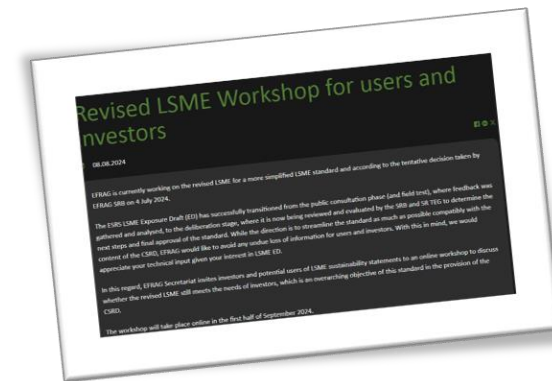 Revised LSME Workshop for users and
investors
08.08.2024
EFRAG is currently working on the revised LSME for a more simplified LSME standard and according to the tentative decision taken by
EFRAG SRB on 4 July 2024.
The ESRS LSME Exposure Draft (ED) has successfully transitioned from the public consultation phase (and field test), where feedback was
gathered and analysed, to the deliberation stage, where it is now being reviewed and evaluated by the SRB and SR TEG to determine the
next steps and final approval of the standard. While the direction is to streamline the standard as much as possible compatibly with the
content of the CSRD, EFRAG would like to avoid any undue loss of information for users and investors. With this in mind, we would
appreciate your technical input given your interest in LSME ED.
In this regard, EFRAG Secretariat invites investors and potential users of LSME sustainability statements to an online workshop to discuss
whether the revised LSME still meets the needs of investors, which is an overarching objective of this standard in the provision of the
CSRD.
The workshop will take place online in the first half of September 2024.